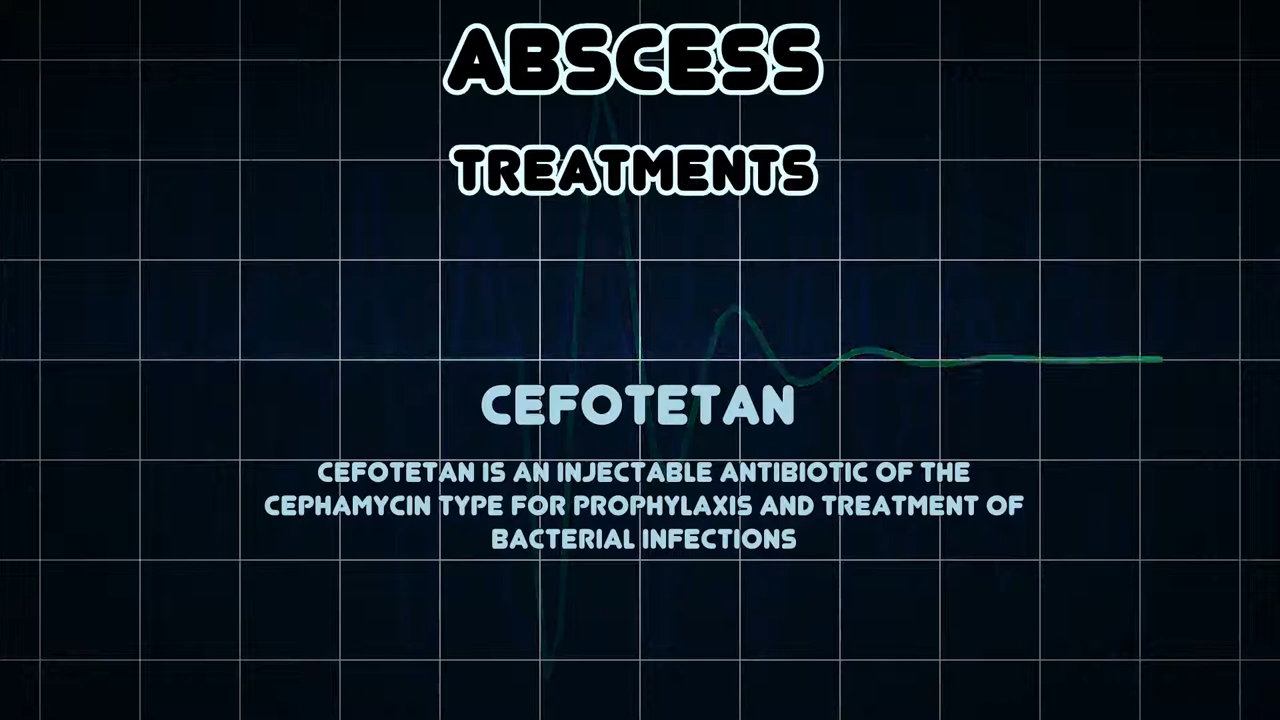 ABSCESS
TREATMENTS
CEFOTETAN
CEFOTETAN IS AN INJECTABLE ANTIBIOTIC OF THE
CEPHAMYCIN TYPE FOR PROPHYLAXIS AND TREATMENT OF
BACTERIAL INFECTIONS